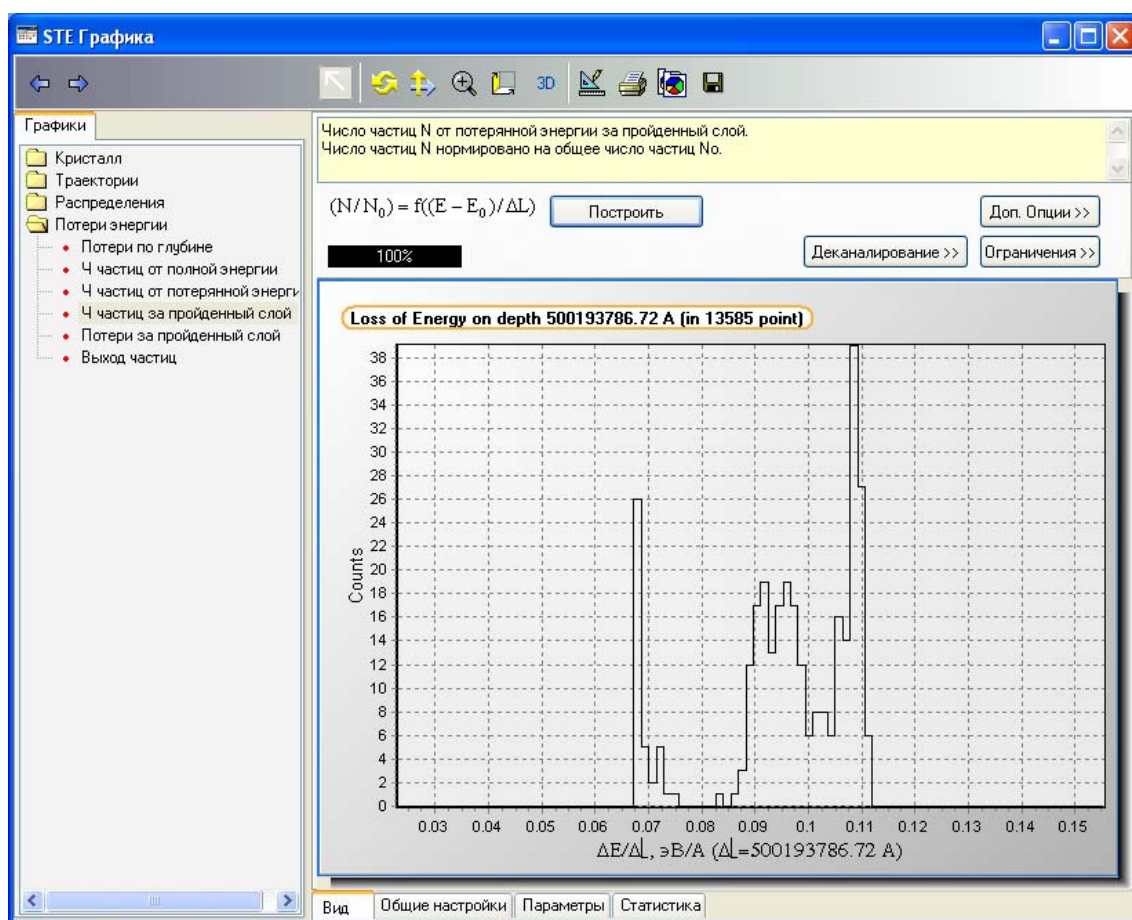 STE Графика
3D
Графики
Кристалл
Траектории
Распределения
Потери энергии
Потери по глубине
Ч частиц от полной энергии
Ч частиц от потерянной энерги
Ч частиц за пройденный слой
Потери за пройденный слой
Выход частиц
Число частиц N от потерянной энергии за пройденный слой.
Число частиц N нормировано на общее число частиц No.
(N/N₀) = f((E − E₀)/ΔL)
Построить
Доп. Опции >>
100%
Деканалирование >>
Ограничения >>
Loss of Energy on depth 500193786.72 A (in 13585 point)
38
36
34
32
30
28
26
24
22
20
18
16
14
12
10
8
6
4
2
0
Counts
0.03 0.04 0.05 0.06 0.07 0.08 0.09 0.1 0.11 0.12 0.13 0.14 0.15
ΔE/ΔL, эВ/A (ΔL=500193786.72 A)
Вид Общие настройки Параметры Статистика